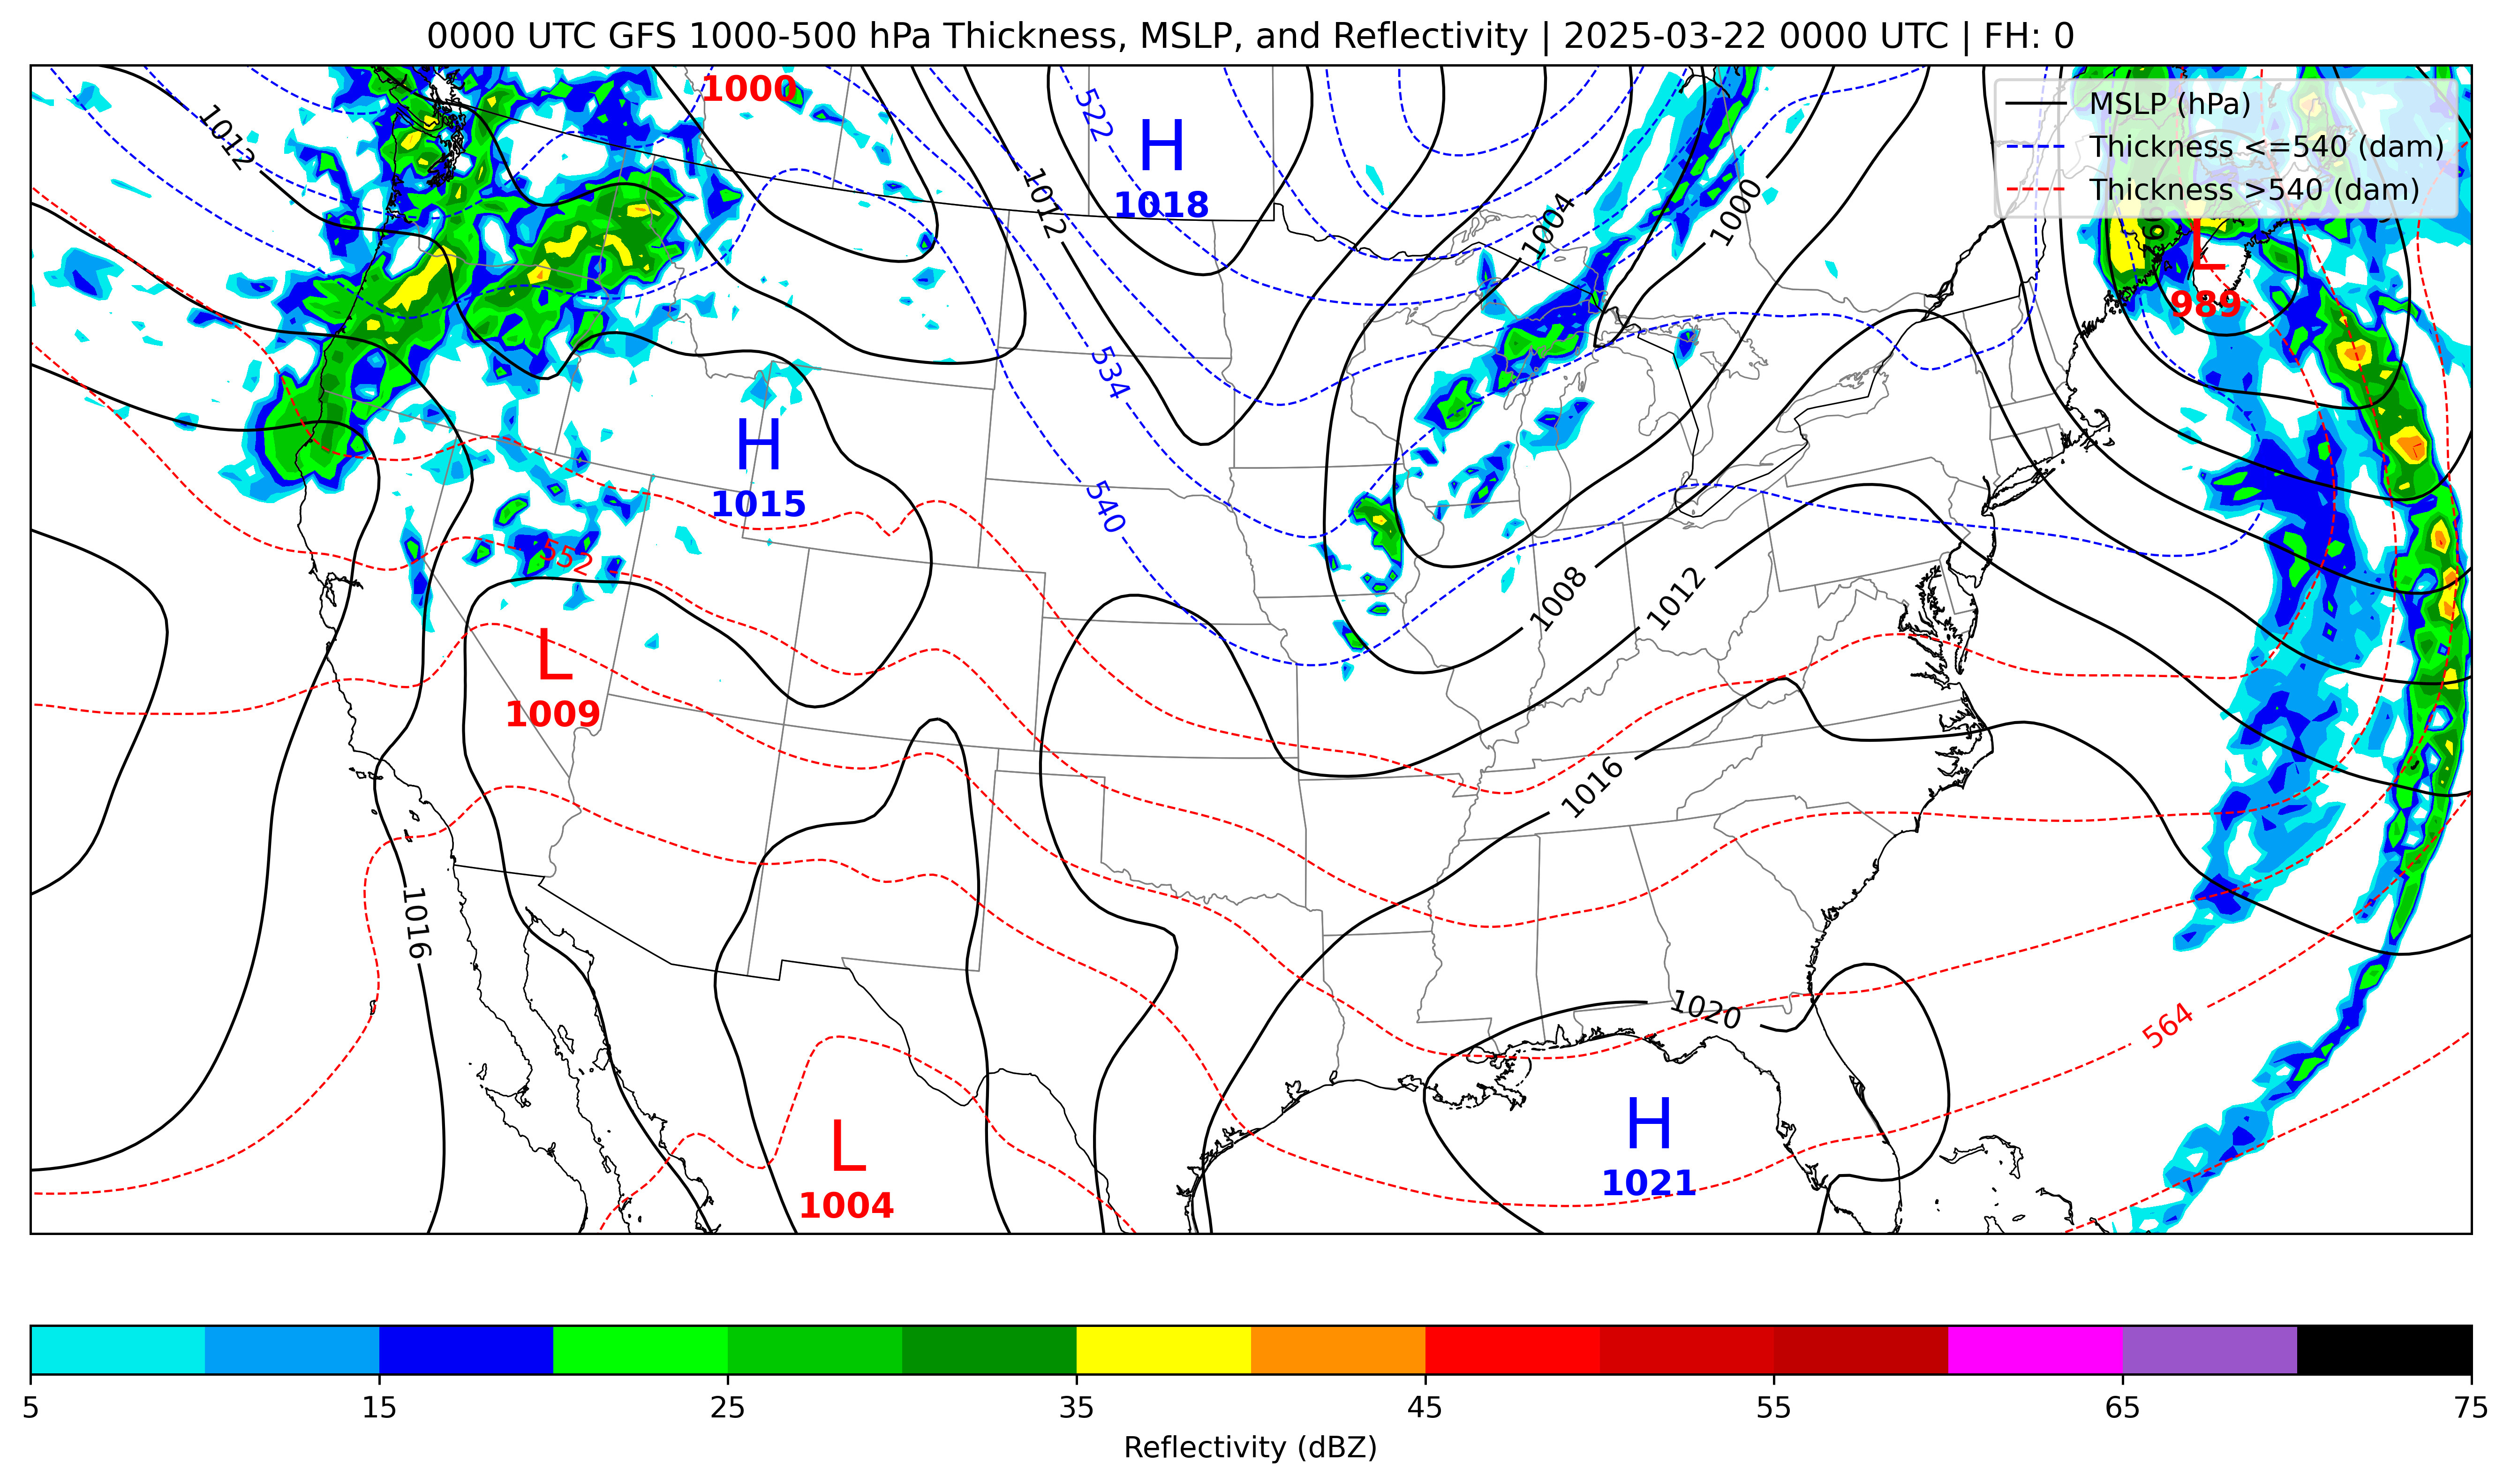 0000 UTC GFS 1000-500 hPa Thickness, MSLP, and Reflectivity | 2025-03-22 0000 UTC | FH: 0
MSLP (hPa)
Thickness <=540 (dam)
Thickness >540 (dam)
1000
1012
522
H
1018
1012
1004
1000
L
989
534
H
1015
540
552
1008
1012
L
1009
1016
1016
1020
564
H
1021
L
1004
5
15
25
35
45
55
65
75
Reflectivity (dBZ)